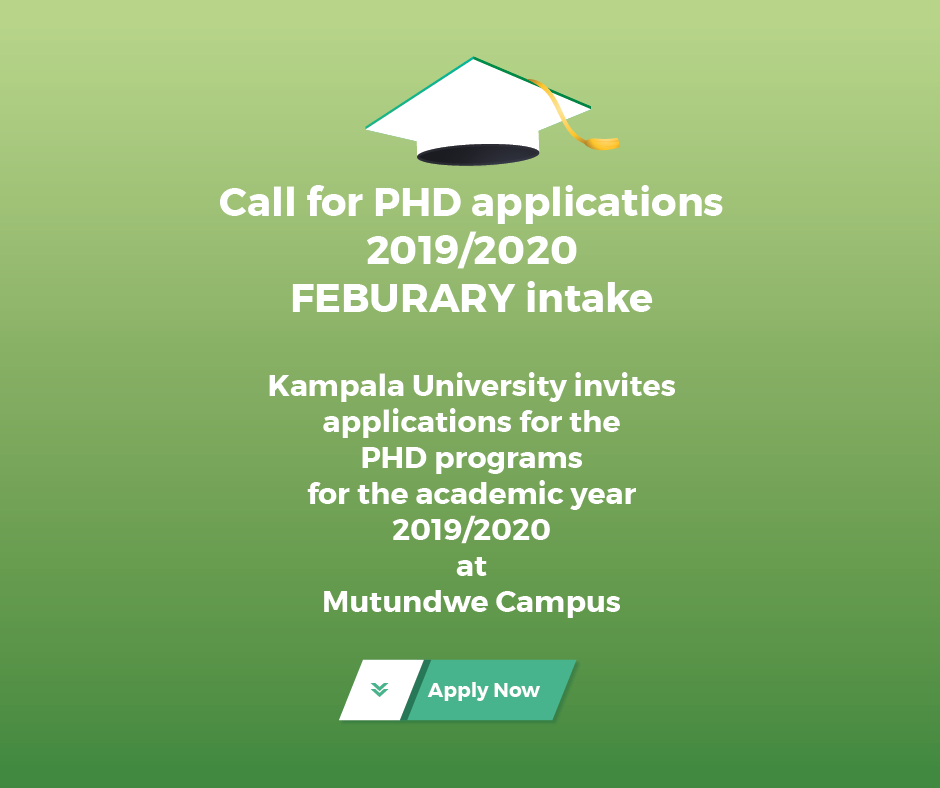 Call for PHD applications
2019/2020
FEBURARY intake
Kampala University invites
applications for the
PHD programs
for the academic year
2019/2020
at
Mutundwe Campus
Apply Now